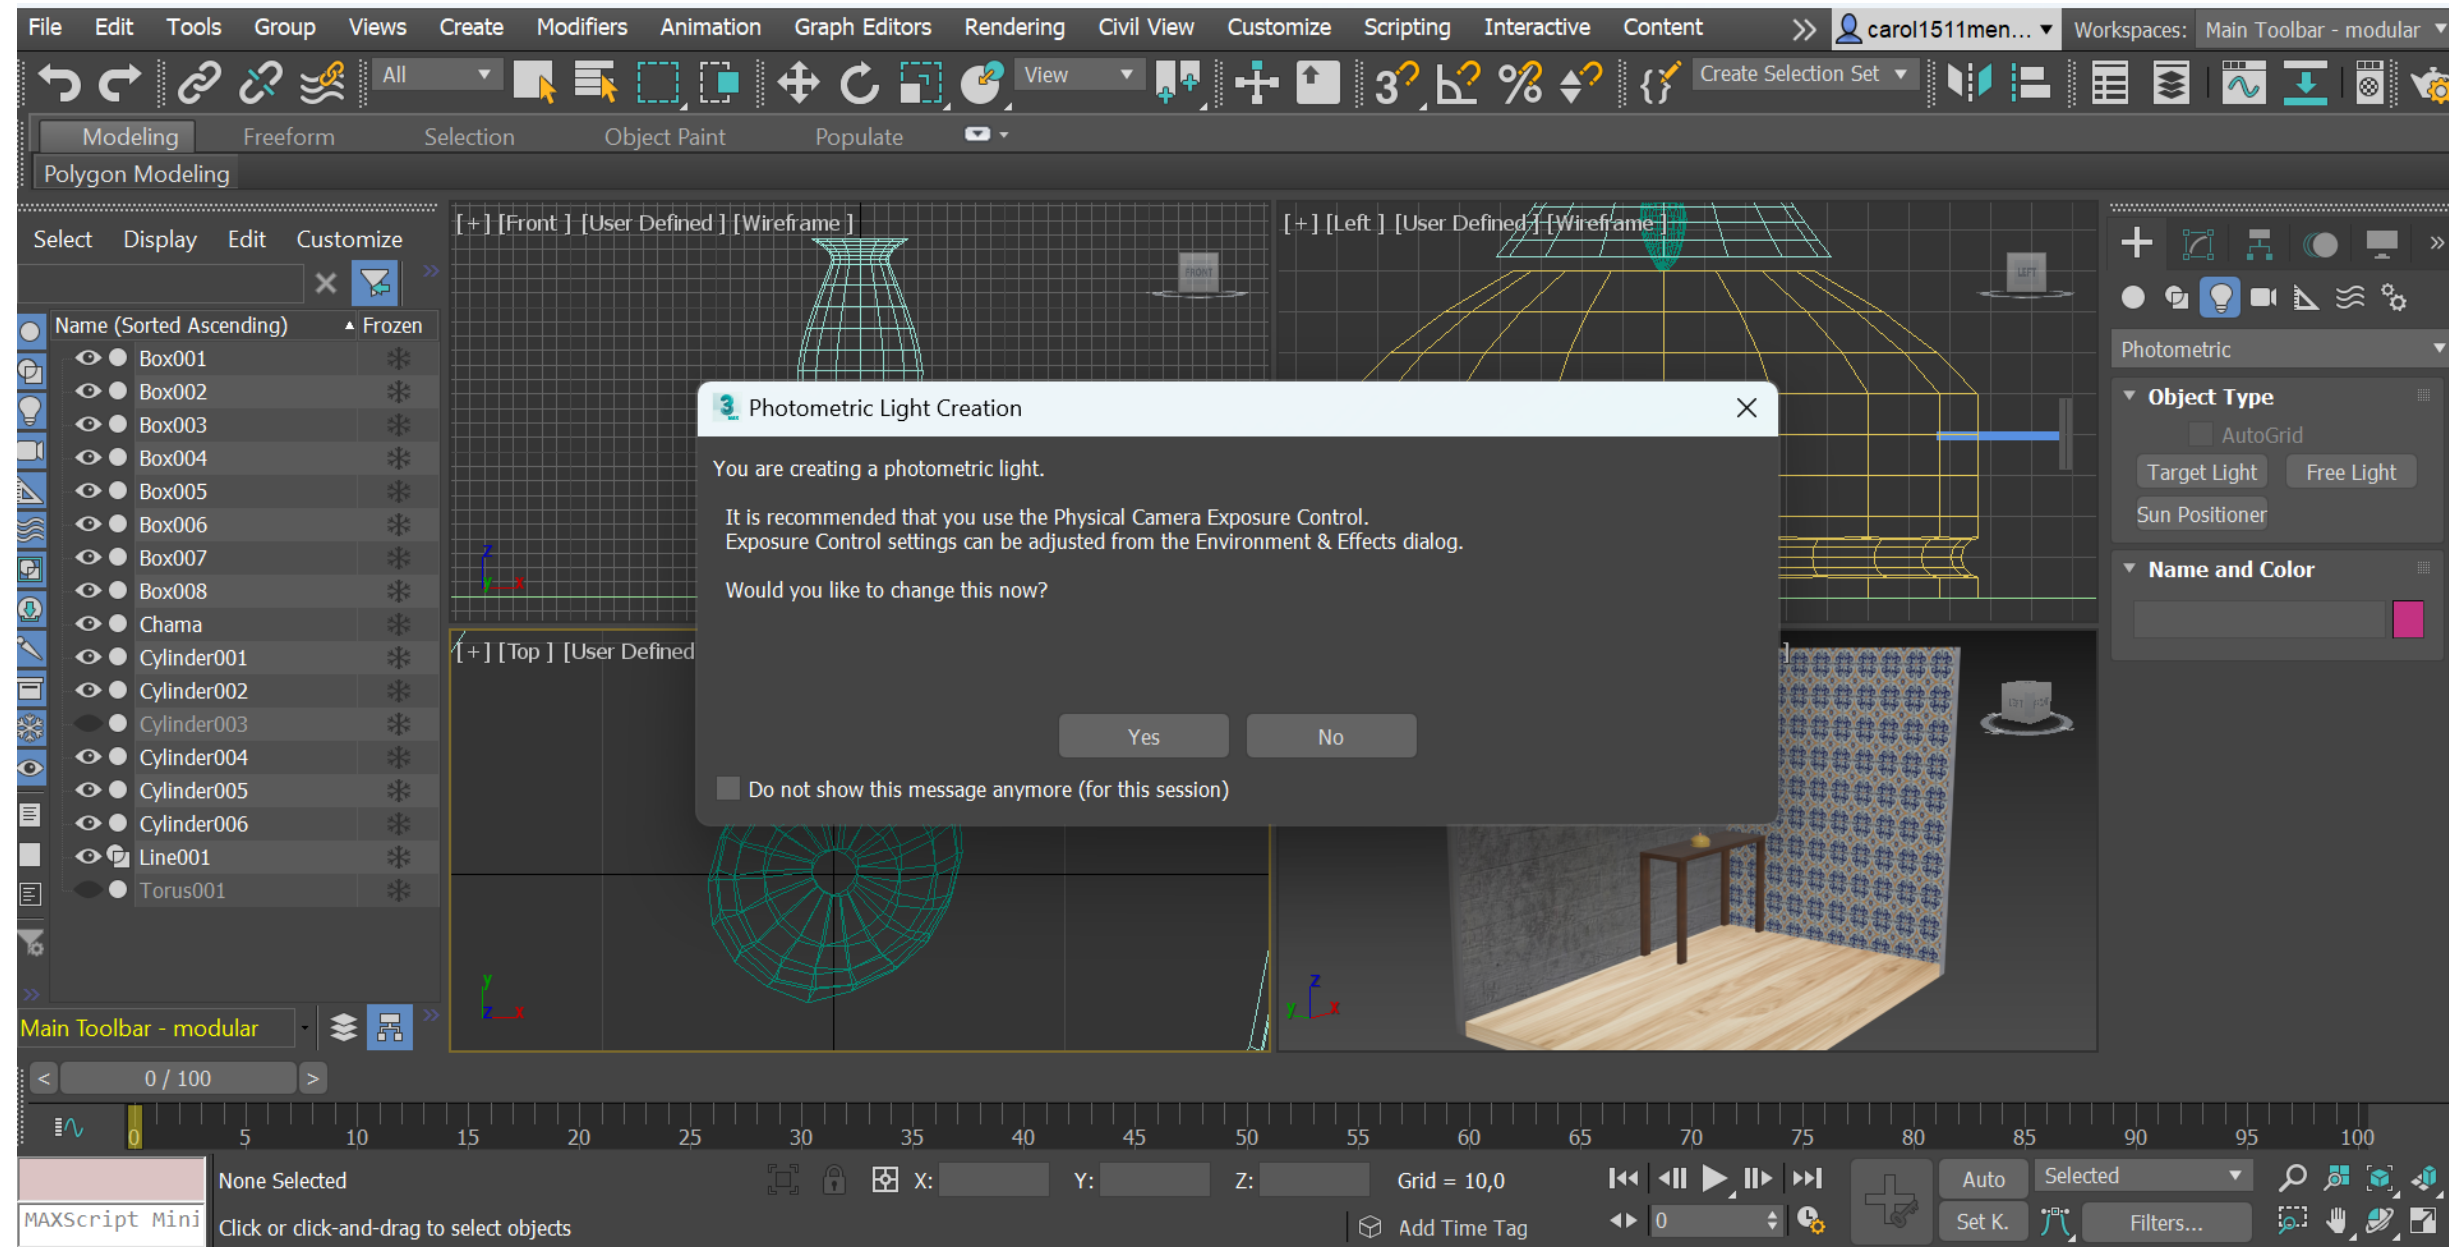 File Edit Tools Group Views Create Modifiers Animation Graph Editors Rendering Civil View Customize Scripting Interactive Content carol1511men... Workspaces: Main Toolbar - modular
All View Create Selection Set
Modeling Freeform Selection Object Paint Populate
Polygon Modeling
Select Display Edit Customize
Name (Sorted Ascending) Frozen
Box001
Box002
Box003
Box004
Box005
Box006
Box007
Box008
Chama
Cylinder001
Cylinder002
Cylinder003
Cylinder004
Cylinder005
Cylinder006
Line001
Torus001
Main Toolbar - modular
[+] [Front ] [User Defined ] [Wireframe ]
FRONT
z
y x
[+] [Left ] [User Defined ] [Wireframe ]
LEFT
[+] [Top ] [User Defined
y
z x
]
z
y x
Photometric Light Creation
You are creating a photometric light.
It is recommended that you use the Physical Camera Exposure Control.
Exposure Control settings can be adjusted from the Environment & Effects dialog.
Would you like to change this now?
Yes No
Do not show this message anymore (for this session)
Photometric
Object Type
AutoGrid
Target Light Free Light
Sun Positioner
Name and Color
< 0 / 100 >
0 5 10 15 20 25 30 35 40 45 50 55 60 65 70 75 80 85 90 95 100
None Selected X: Y: Z: Grid = 10,0 Auto Selected
MAXScript Mini Click or click-and-drag to select objects Add Time Tag 0 Set K. Filters...